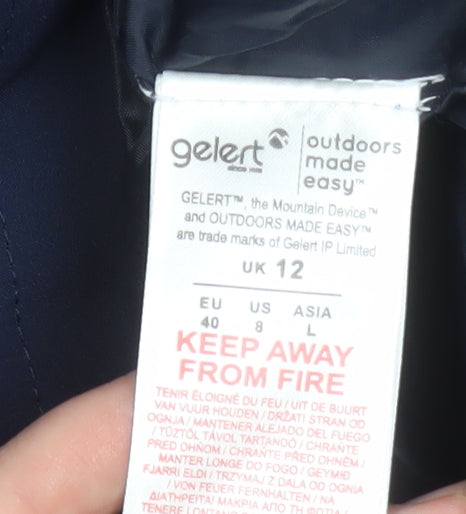 gelert
outdoors
made
easy™
GELERT™, the Mountain Device™
and OUTDOORS MADE EASY™
are trade marks of Gelert IP Limited
UK 12
EU US ASIA
40 8 L
KEEP AWAY
FROM FIRE
TENIR ÉLOIGNÉ DU FEU / UIT DE BUURT
VAN VUUR HOUDEN / DRŽATI STRAN OD
OGNJA / MANTENER ALEJADO DEL FUEGO
/ TŰZTŐL TÁVOL TARTANDÓ / CHRAŇTE
PŘED OHŇOM / CHRAŇTE PŘED OHNĚM /
MANTER LONGE DO FOGO / GEYMIÐ
FJARRI ELDI / TRZYMAJ Z DALA OD OGNIA
/ VON FEUER FERNHALTEN / NA
ΔΙΑΤΗΡΕΙΤΑΙ ΜΑΚΡΙΑ ΑΠΟ ΤΗ ΦΩΤΙΑ /
TENERE LONTANO